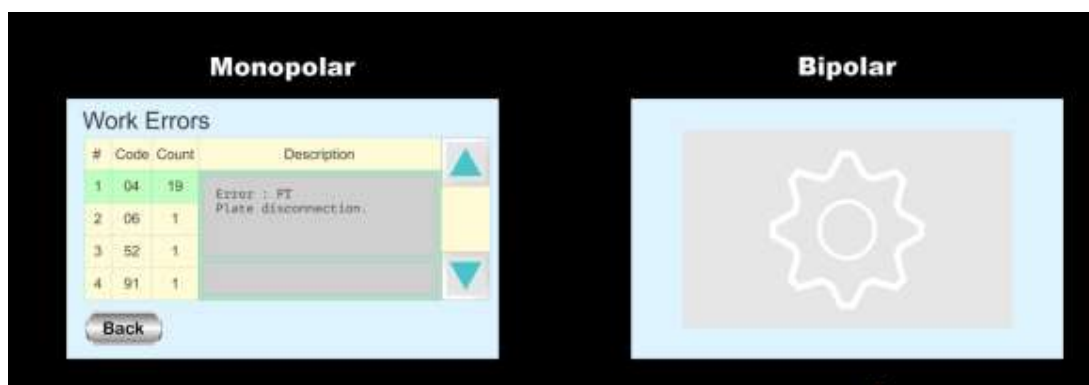 Monopolar
Bipolar
Work Errors
# Code Count Description
1 04 19
Error : PT
Plate disconnection.
2 06 1
3 52 1
4 91 1
Back